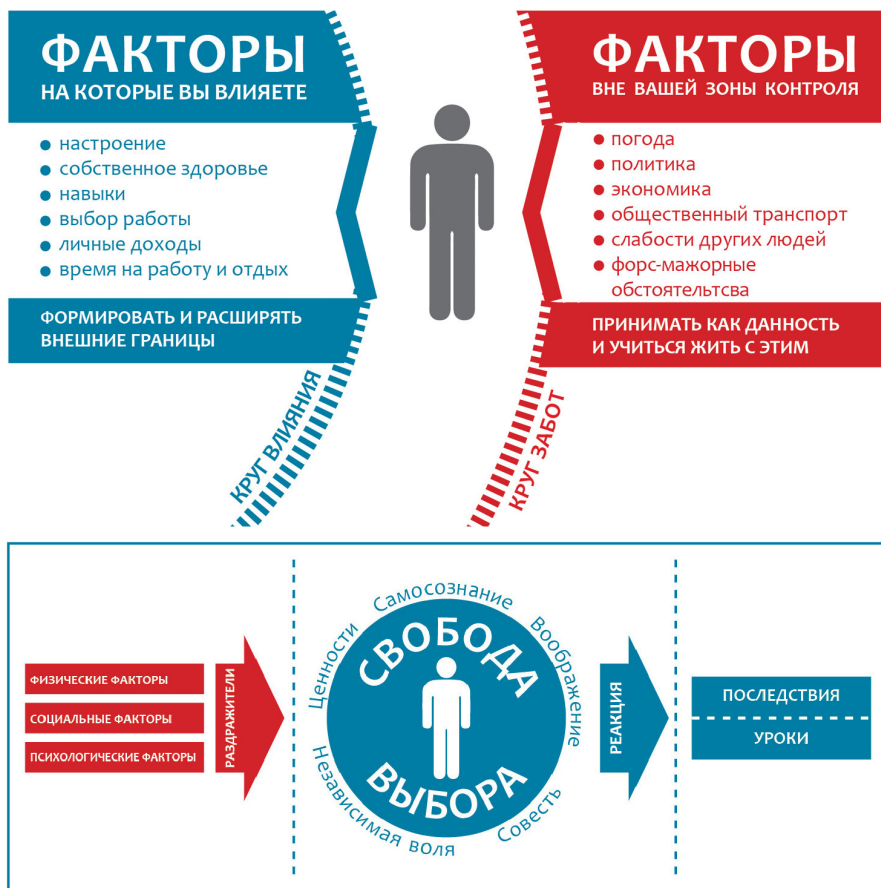 ФАКТОРЫ
НА КОТОРЫЕ ВЫ ВЛИЯЕТЕ
• настроение
• собственное здоровье
• навыки
• выбор работы
• личные доходы
• время на работу и отдых
ФОРМИРОВАТЬ И РАСШИРЯТЬ
ВНЕШНИЕ ГРАНИЦЫ
КРУГ ВЛИЯНИЯ
ФАКТОРЫ
ВНЕ ВАШЕЙ ЗОНЫ КОНТРОЛЯ
• погода
• политика
• экономика
• общественный транспорт
• слабости других людей
• форс-мажорные
обстоятельтсва
ПРИНИМАТЬ КАК ДАННОСТЬ
И УЧИТЬСЯ ЖИТЬ С ЭТИМ
КРУГ ЗАБОТ
ФИЗИЧЕСКИЕ ФАКТОРЫ
СОЦИАЛЬНЫЕ ФАКТОРЫ
ПСИХОЛОГИЧЕСКИЕ ФАКТОРЫ
РАЗДРАЖИТЕЛИ
Ценности
Самосознание
Воображение
СВОБОДА
ВЫБОРА
Независимая воля
Совесть
РЕАКЦИЯ
ПОСЛЕДСТВИЯ
УРОКИ